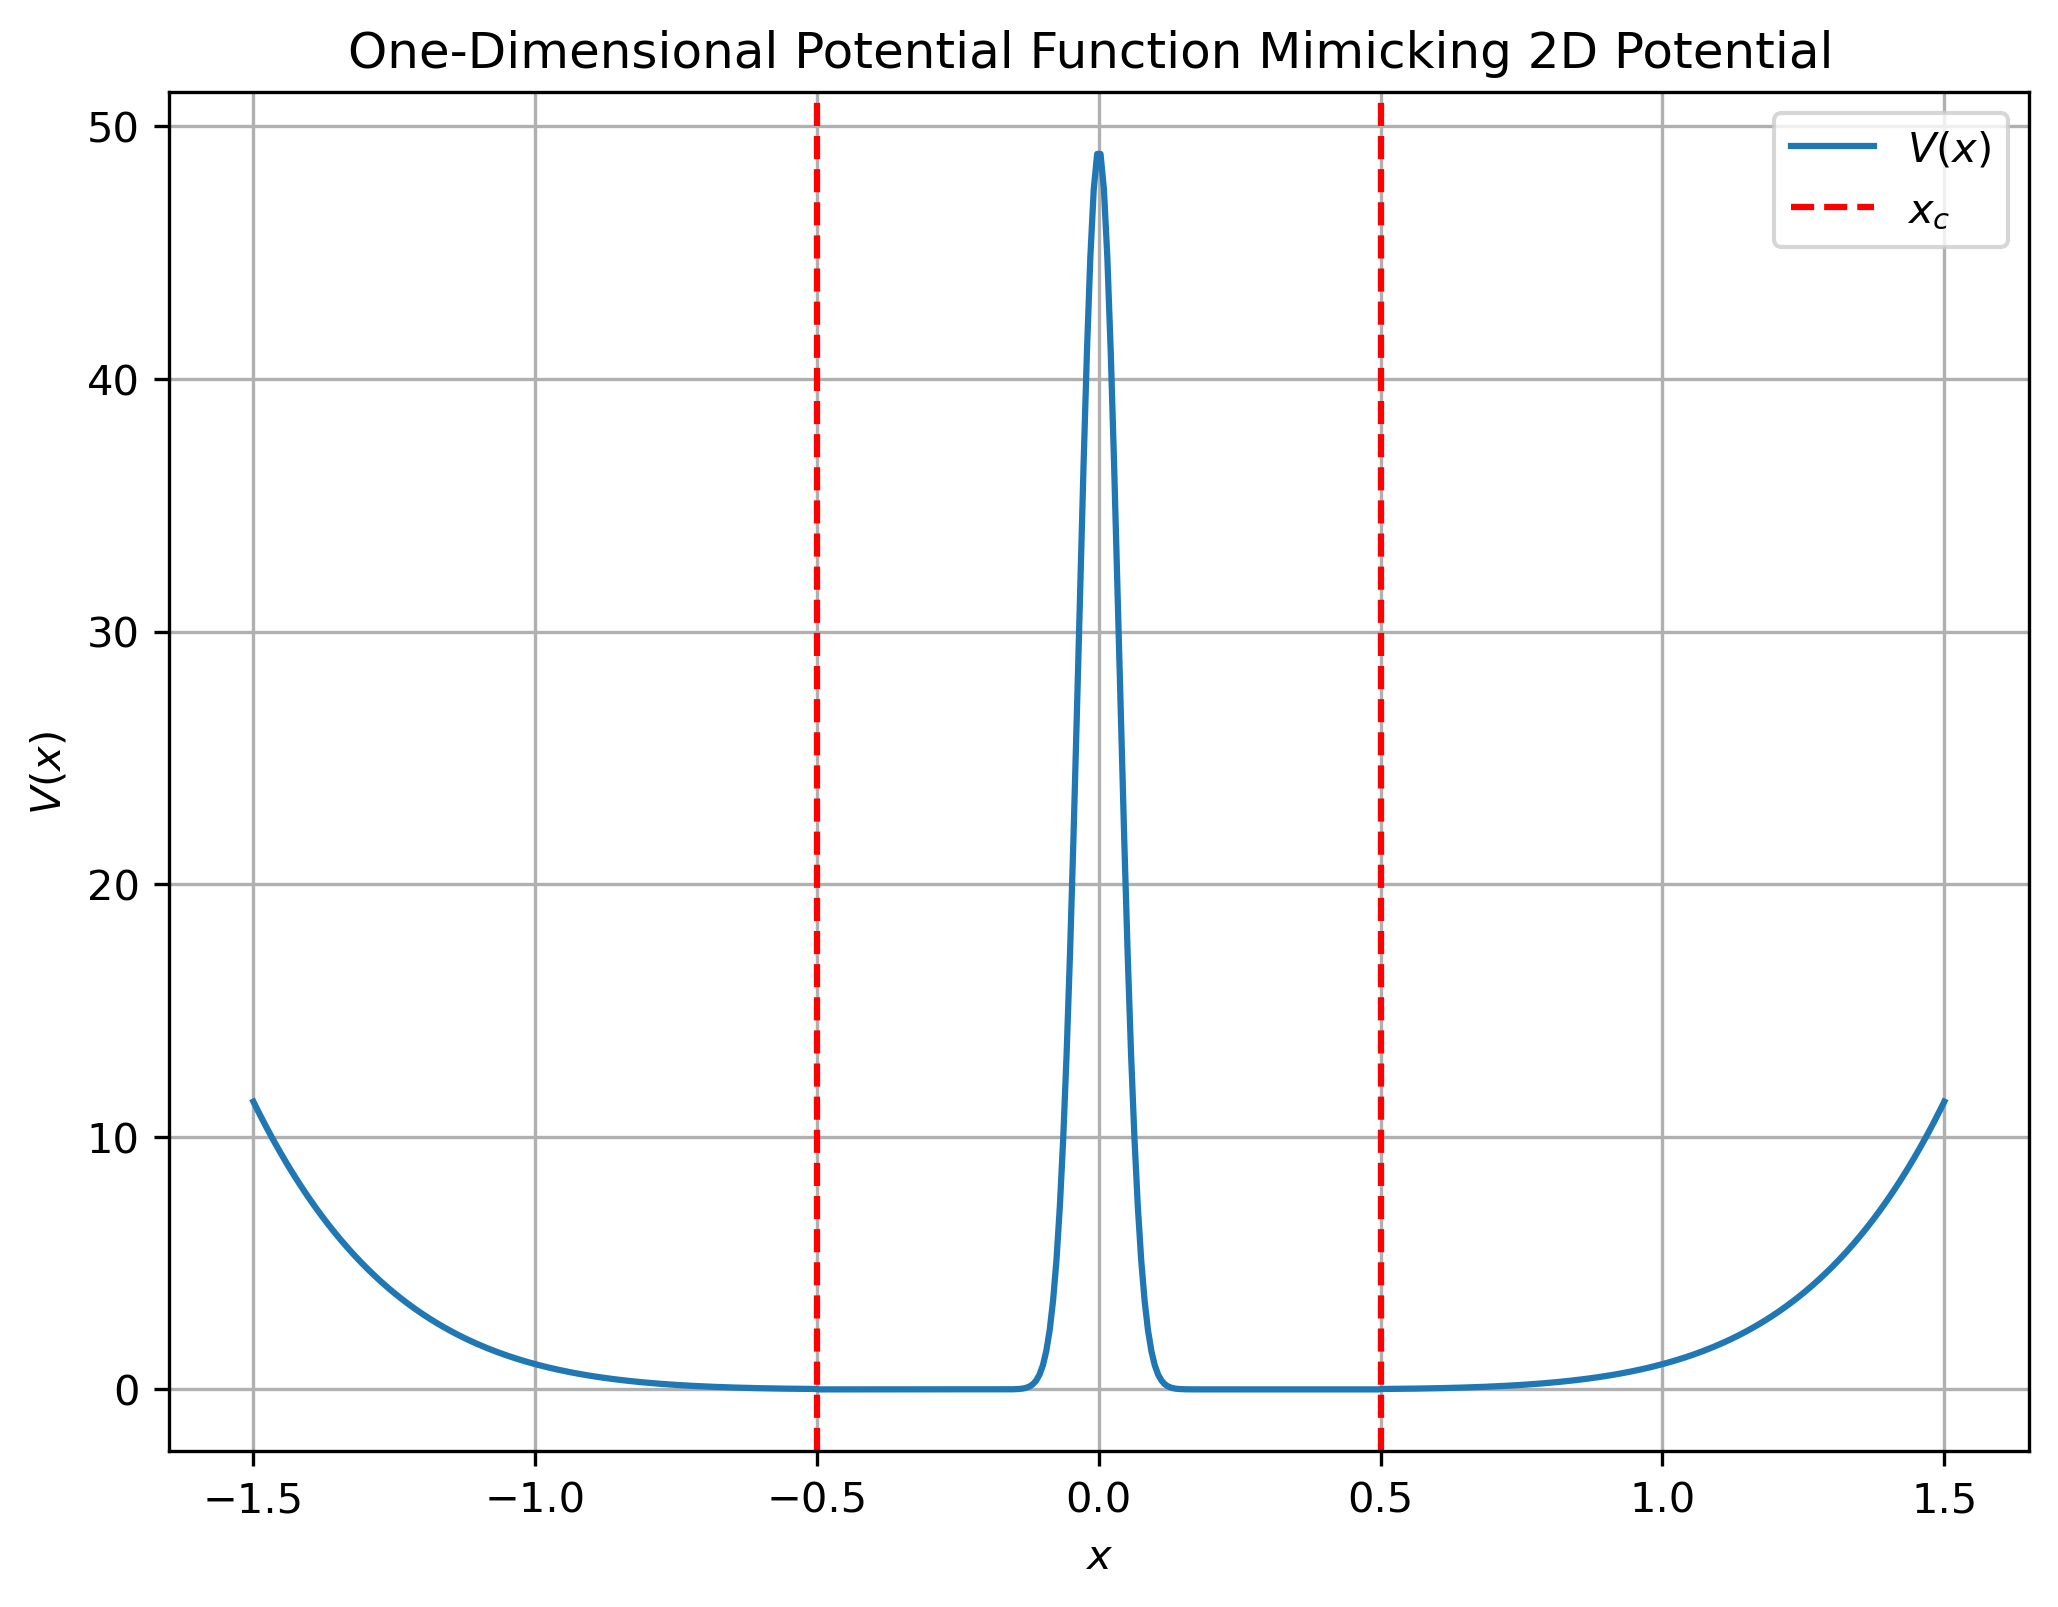 One-Dimensional Potential Function Mimicking 2D Potential
50
40
30
20
10
0
V(x)
V(x)
x_c
−1.5 −1.0 −0.5 0.0 0.5 1.0 1.5
x